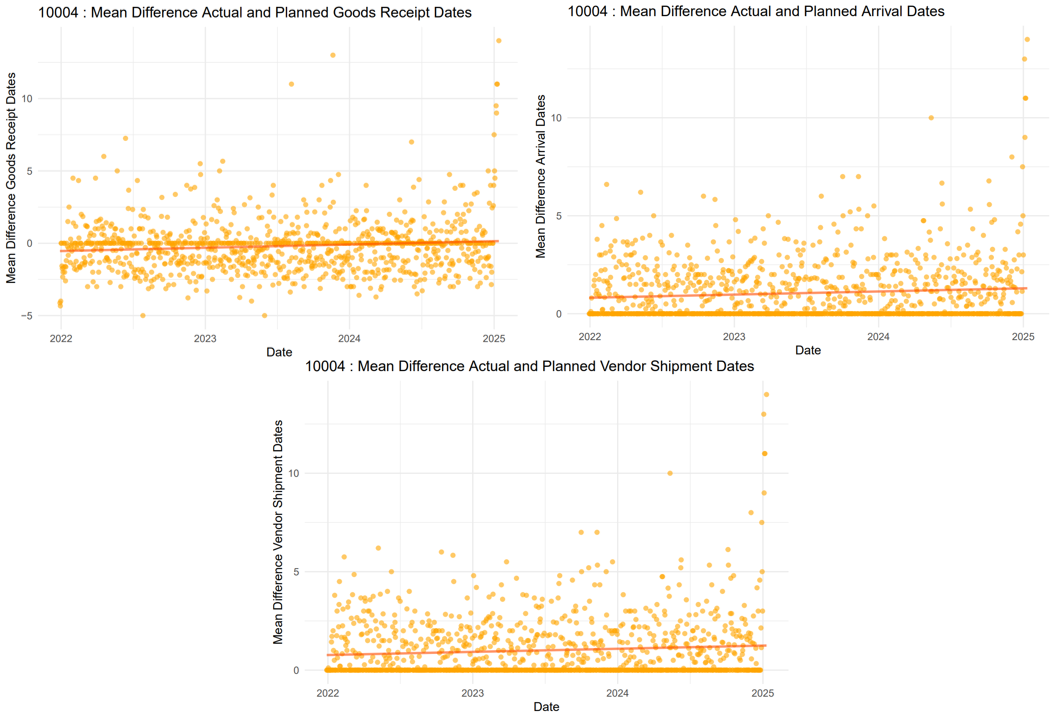 10004 : Mean Difference Actual and Planned Goods Receipt Dates
Mean Difference Goods Receipt Dates
10
5
0
−5
2022
2023
2024
2025
Date
10004 : Mean Difference Actual and Planned Arrival Dates
Mean Difference Arrival Dates
10
5
0
2022
2023
2024
2025
Date
10004 : Mean Difference Actual and Planned Vendor Shipment Dates
Mean Difference Vendor Shipment Dates
10
5
0
2022
2023
2024
2025
Date